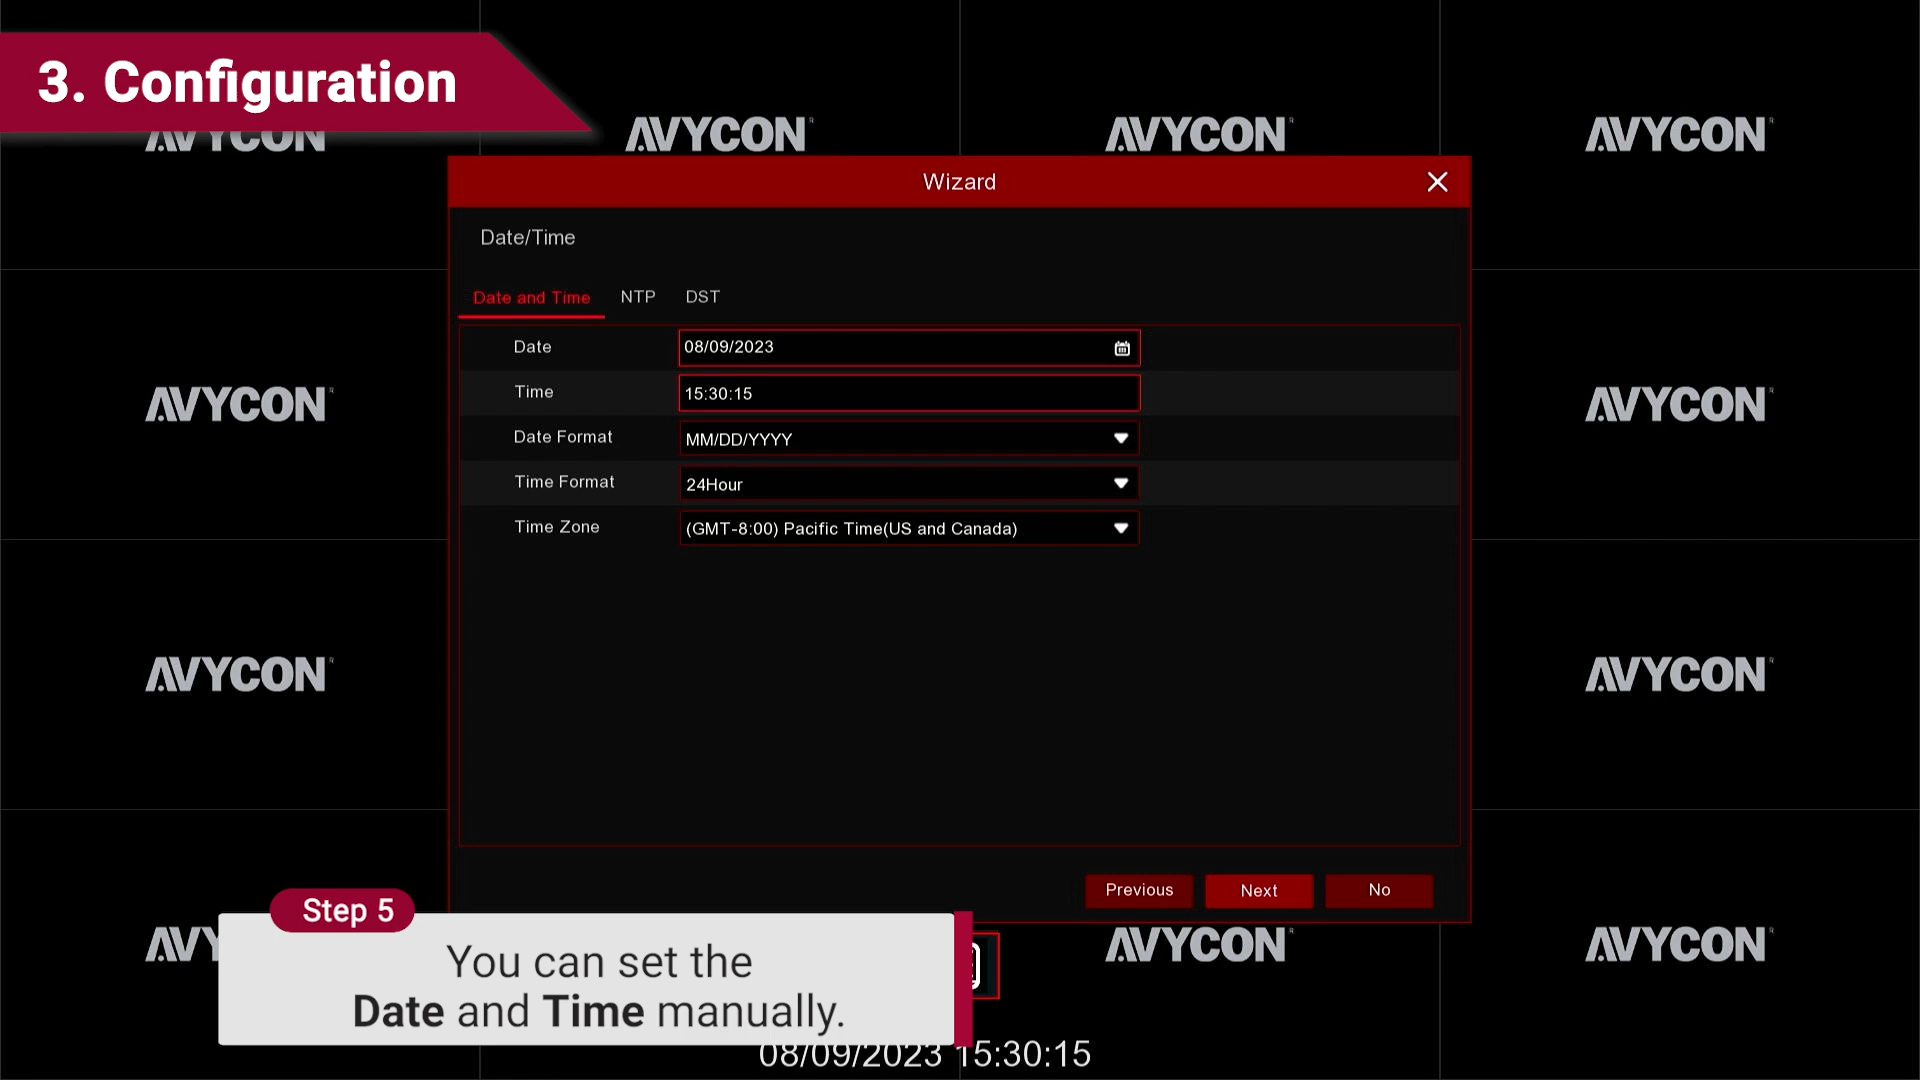 3. Configuration
AVYCON
AVYCON
AVYCON
AVYCON
Wizard
Date/Time
Date and Time
NTP
DST
Date
08/09/2023
Time
15:30:15
Date Format
MM/DD/YYYY
Time Format
24Hour
Time Zone
(GMT-8:00) Pacific Time(US and Canada)
AVYCON
AVYCON
AVYCON
AVYCON
Previous
Next
No
Step 5
You can set the
Date and Time manually.
AVY
AVYCON
AVYCON
08/09/2023 15:30:15